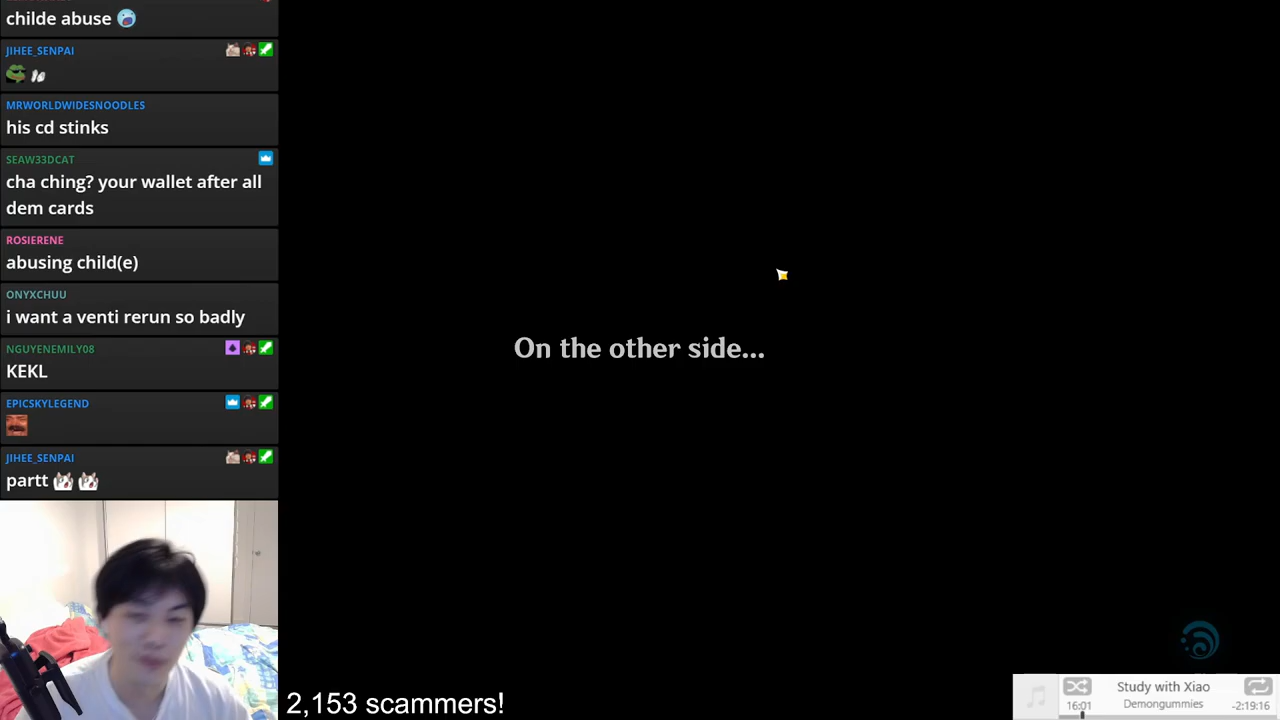 childe abuse
JIHEE_SENPAI
MRWORLDWIDESNOODLES
his cd stinks
SEAW33DCAT
cha ching? your wallet after all
dem cards
ROSIERENE
abusing child(e)
ONYXCHUU
i want a venti rerun so badly
NGUYENEMILY08
KEKL
EPICSKYLEGEND
JIHEE_SENPAI
partt
On the other side...
2,153 scammers!
Study with Xiao
16:01
Demongummies
-2:19:16